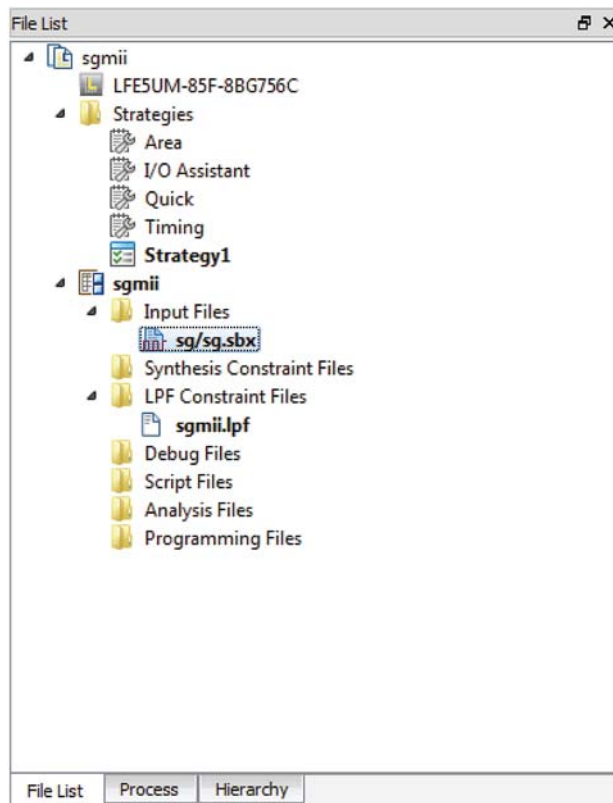 File List
sgmii
LFE5UM-85F-8BG756C
Strategies
Area
I/O Assistant
Quick
Timing
Strategy1
sgmii
Input Files
sg/sg.sbx
Synthesis Constraint Files
LPF Constraint Files
sgmii.lpf
Debug Files
Script Files
Analysis Files
Programming Files
File List Process Hierarchy